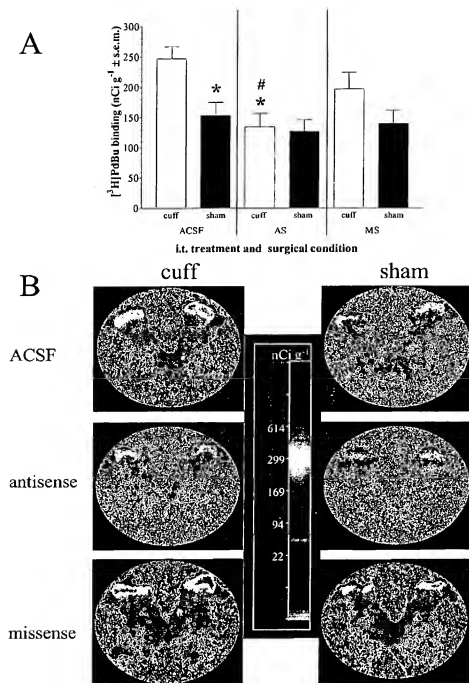 A
[³H]PdBu binding (nCi g⁻¹ ± s.e.m.)
300
250
200
150
100
50
0
*
#
*
cuff
sham
cuff
sham
cuff
sham
ACSF
AS
MS
i.t. treatment and surgical condition
B
cuff
sham
ACSF
antisense
missense
nCi g⁻¹
614
299
169
94
22